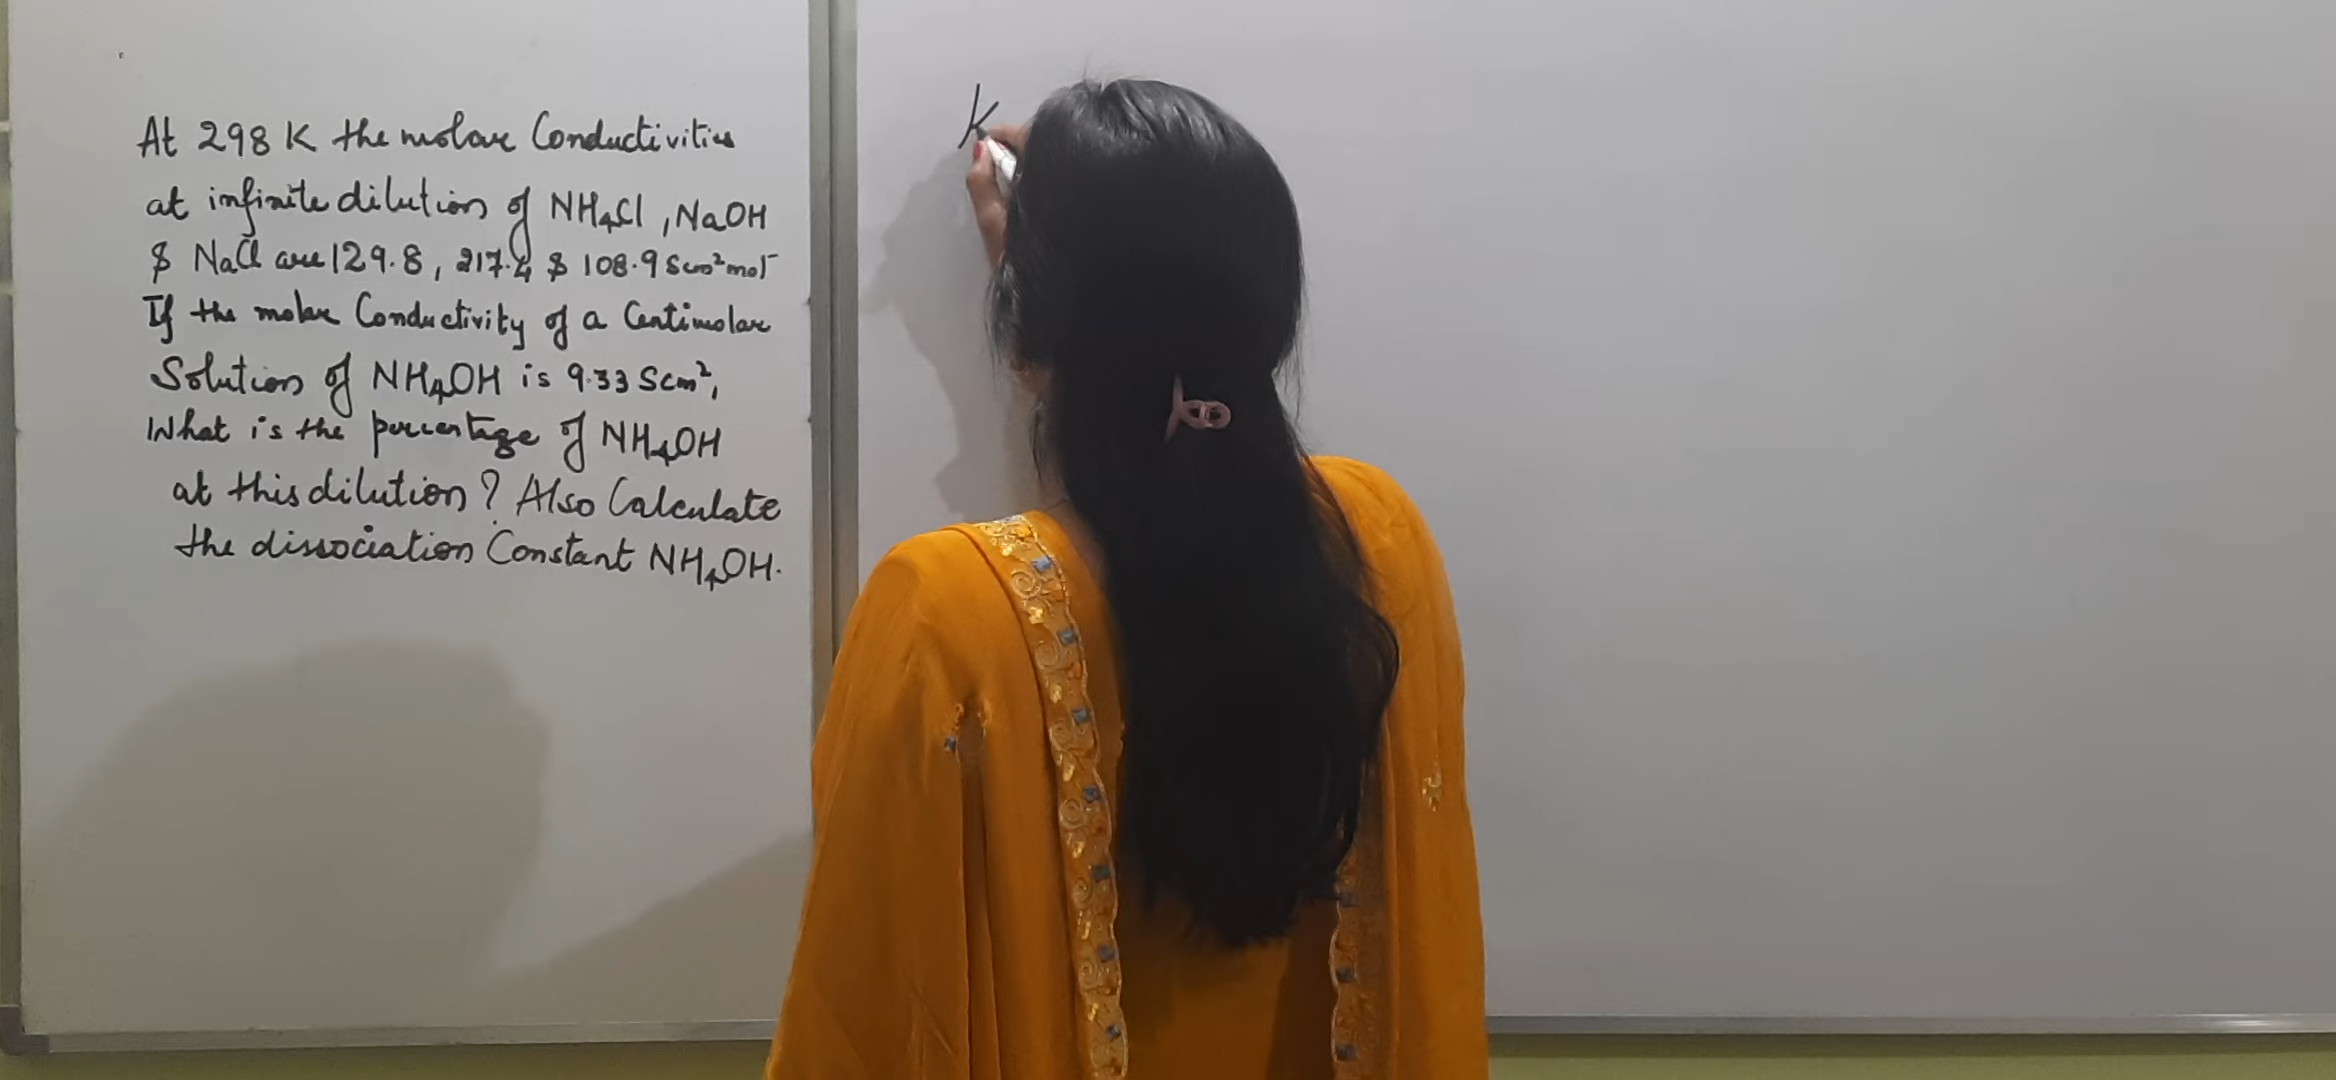 At 298 K the molar Conductivities
at infinite dilution of NH4Cl, NaOH
& NaCl are 129.8, 217.4 & 108.9 Scm² mol⁻
If the molar Conductivity of a Centimolar
Solution of NH4OH is 9.33 Scm²,
What is the percentage of NH4OH
at this dilution? Also Calculate
the dissociation Constant NH4OH.
K